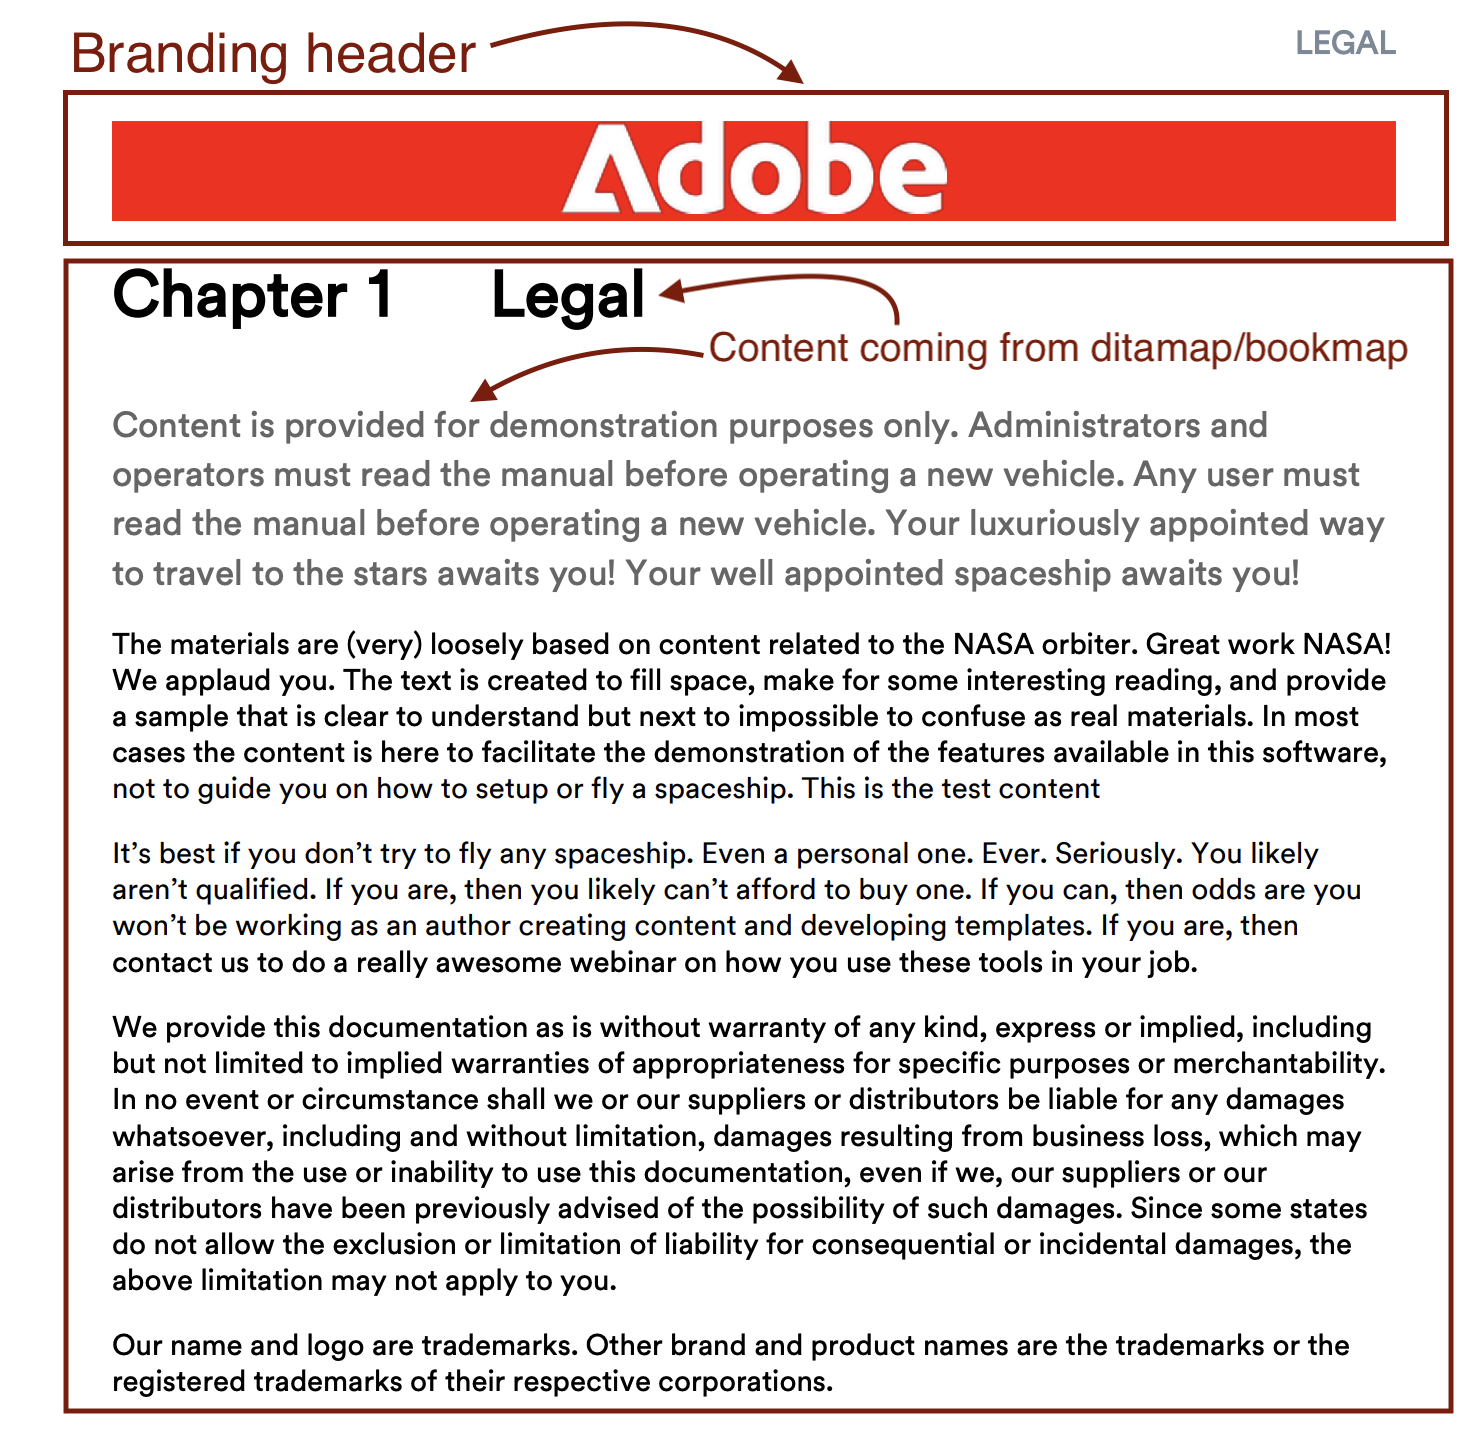 Branding header
LEGAL
Adobe
Chapter 1 Legal
Content coming from ditamap/bookmap
Content is provided for demonstration purposes only. Administrators and
operators must read the manual before operating a new vehicle. Any user must
read the manual before operating a new vehicle. Your luxuriously appointed way
to travel to the stars awaits you! Your well appointed spaceship awaits you!
The materials are (very) loosely based on content related to the NASA orbiter. Great work NASA!
We applaud you. The text is created to fill space, make for some interesting reading, and provide
a sample that is clear to understand but next to impossible to confuse as real materials. In most
cases the content is here to facilitate the demonstration of the features available in this software,
not to guide you on how to setup or fly a spaceship. This is the test content
It’s best if you don’t try to fly any spaceship. Even a personal one. Ever. Seriously. You likely
aren’t qualified. If you are, then you likely can’t afford to buy one. If you can, then odds are you
won’t be working as an author creating content and developing templates. If you are, then
contact us to do a really awesome webinar on how you use these tools in your job.
We provide this documentation as is without warranty of any kind, express or implied, including
but not limited to implied warranties of appropriateness for specific purposes or merchantability.
In no event or circumstance shall we or our suppliers or distributors be liable for any damages
whatsoever, including and without limitation, damages resulting from business loss, which may
arise from the use or inability to use this documentation, even if we, our suppliers or our
distributors have been previously advised of the possibility of such damages. Since some states
do not allow the exclusion or limitation of liability for consequential or incidental damages, the
above limitation may not apply to you.
Our name and logo are trademarks. Other brand and product names are the trademarks or the
registered trademarks of their respective corporations.